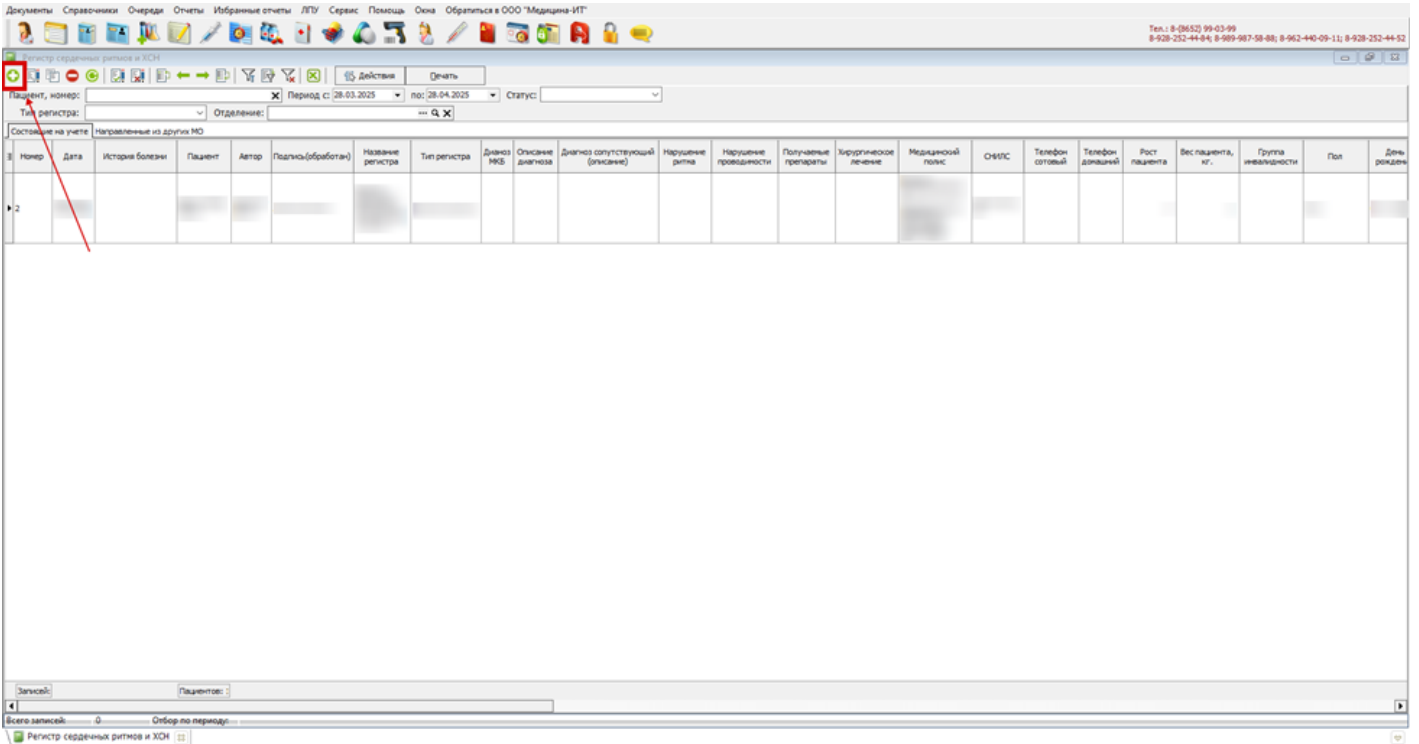 Документы Справочники Очереди Отчеты Избранные отчеты ЛПУ Сервис Помощь Окна Обратиться в ООО "Медицина-ИТ"
Тел.: 8-(8652) 99-03-99
8-928-252-44-84; 8-989-987-58-88; 8-962-440-09-11; 8-928-252-44-52
Регистр сердечных ритмов и ХСН
Действия Печать
Пациент, номер: Период с: 28.03.2025 по: 28.04.2025 Статус:
Тип регистра: Отделение:
Состоящие на учете Направленные из других МО
Номер Дата История болезни Пациент Автор Подпись(обработан) Название регистра Тип регистра Диагноз МКБ Описание диагноза Диагноз сопутствующий (описание) Нарушение ритма Нарушение проводимости Получаемые препараты Хирургическое лечение Медицинский полис СНИЛС Телефон сотовый Телефон домашний Рост пациента Вес пациента, кг. Группа инвалидности Пол День рожден
2
Записей: Пациентов:
Всего записей: 0 Отбор по периоду:
Регистр сердечных ритмов и ХСН